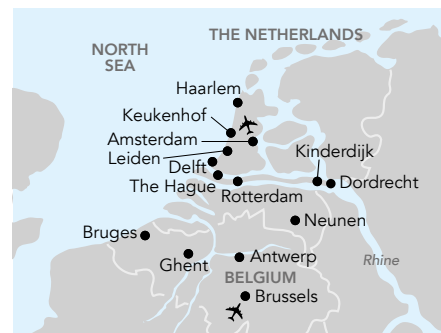 THE NETHERLANDS
NORTH
SEA
Haarlem
Keukenhof
Amsterdam
Leiden
Kinderdijk
Delft
The Hague
Dordrecht
Rotterdam
Neunen
Bruges
Ghent
Antwerp
Rhine
BELGIUM
Brussels